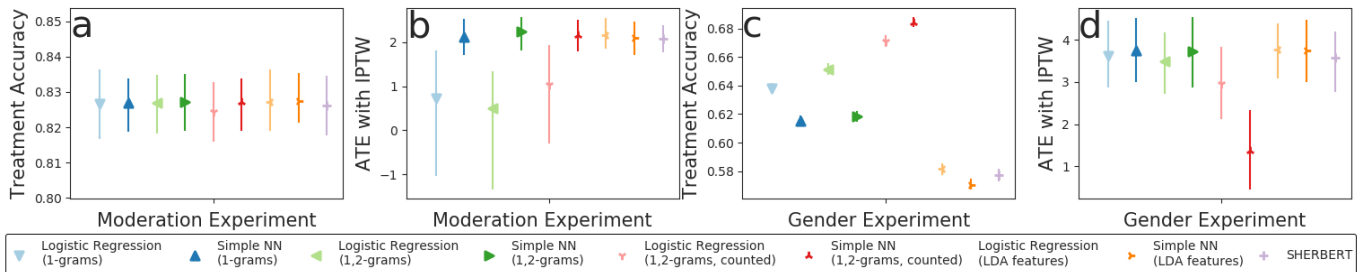 a
Treatment Accuracy
0.85
0.84
0.83
0.82
0.81
0.80
Moderation Experiment
b
ATE with IPTW
2
1
0
−1
Moderation Experiment
c
Treatment Accuracy
0.68
0.66
0.64
0.62
0.60
0.58
Gender Experiment
d
ATE with IPTW
4
3
2
1
Gender Experiment
Logistic Regression
(1-grams)
Simple NN
(1-grams)
Logistic Regression
(1,2-grams)
Simple NN
(1,2-grams)
Logistic Regression
(1,2-grams, counted)
Simple NN
(1,2-grams, counted)
Logistic Regression
(LDA features)
Simple NN
(LDA features)
SHERBERT